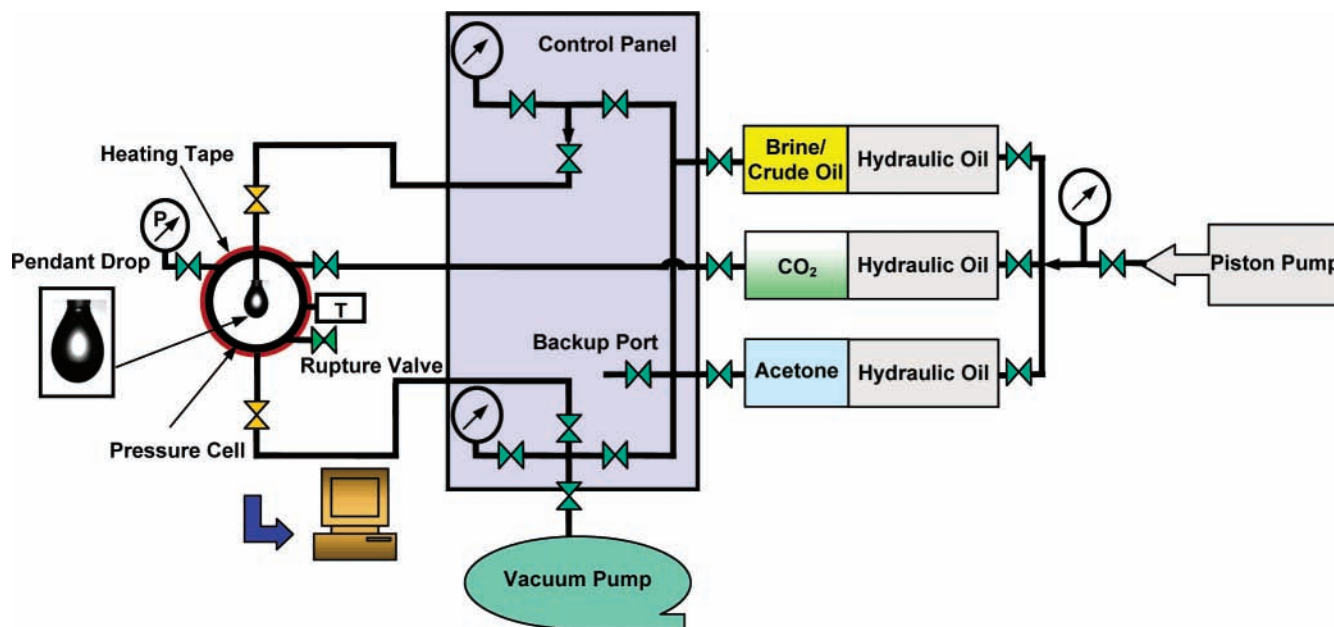 Control Panel
Heating Tape
P
Pendant Drop
T
Rupture Valve
Pressure Cell
Brine/
Crude Oil
Hydraulic Oil
CO₂
Hydraulic Oil
Piston Pump
Backup Port
Acetone
Hydraulic Oil
Vacuum Pump